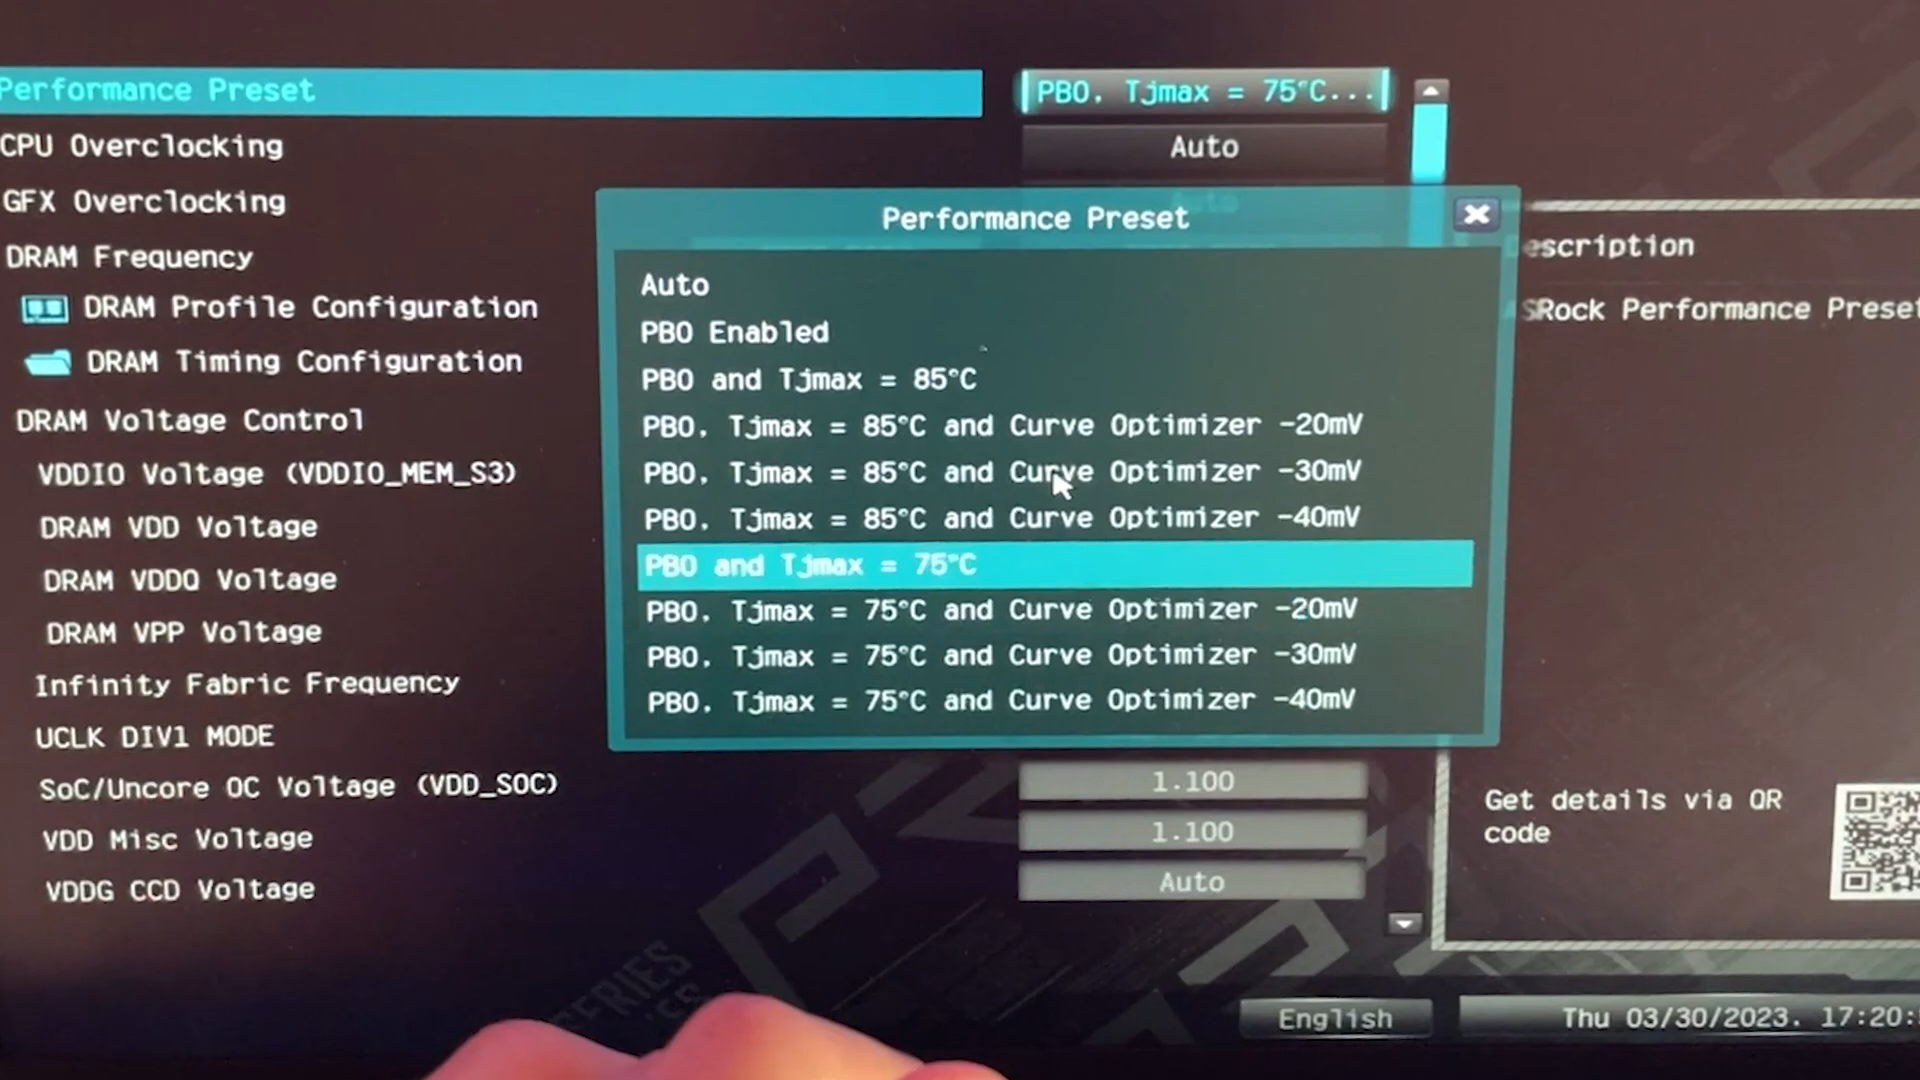 Performance Preset
PBO, Tjmax = 75°C...
CPU Overclocking
Auto
GFX Overclocking
Auto
DRAM Frequency
DRAM Profile Configuration
DRAM Timing Configuration
DRAM Voltage Control
VDDIO Voltage (VDDIO_MEM_S3)
DRAM VDD Voltage
DRAM VDDQ Voltage
DRAM VPP Voltage
Infinity Fabric Frequency
UCLK DIV1 MODE
SoC/Uncore OC Voltage (VDD_SOC)
1.100
VDD Misc Voltage
1.100
VDDG CCD Voltage
Auto
Performance Preset
Auto
PBO Enabled
PBO and Tjmax = 85°C
PBO, Tjmax = 85°C and Curve Optimizer -20mV
PBO, Tjmax = 85°C and Curve Optimizer -30mV
PBO, Tjmax = 85°C and Curve Optimizer -40mV
PBO and Tjmax = 75°C
PBO, Tjmax = 75°C and Curve Optimizer -20mV
PBO, Tjmax = 75°C and Curve Optimizer -30mV
PBO, Tjmax = 75°C and Curve Optimizer -40mV
escription
SRock Performance Preset
Get details via QR
code
SERIES
English
Thu 03/30/2023, 17:20: